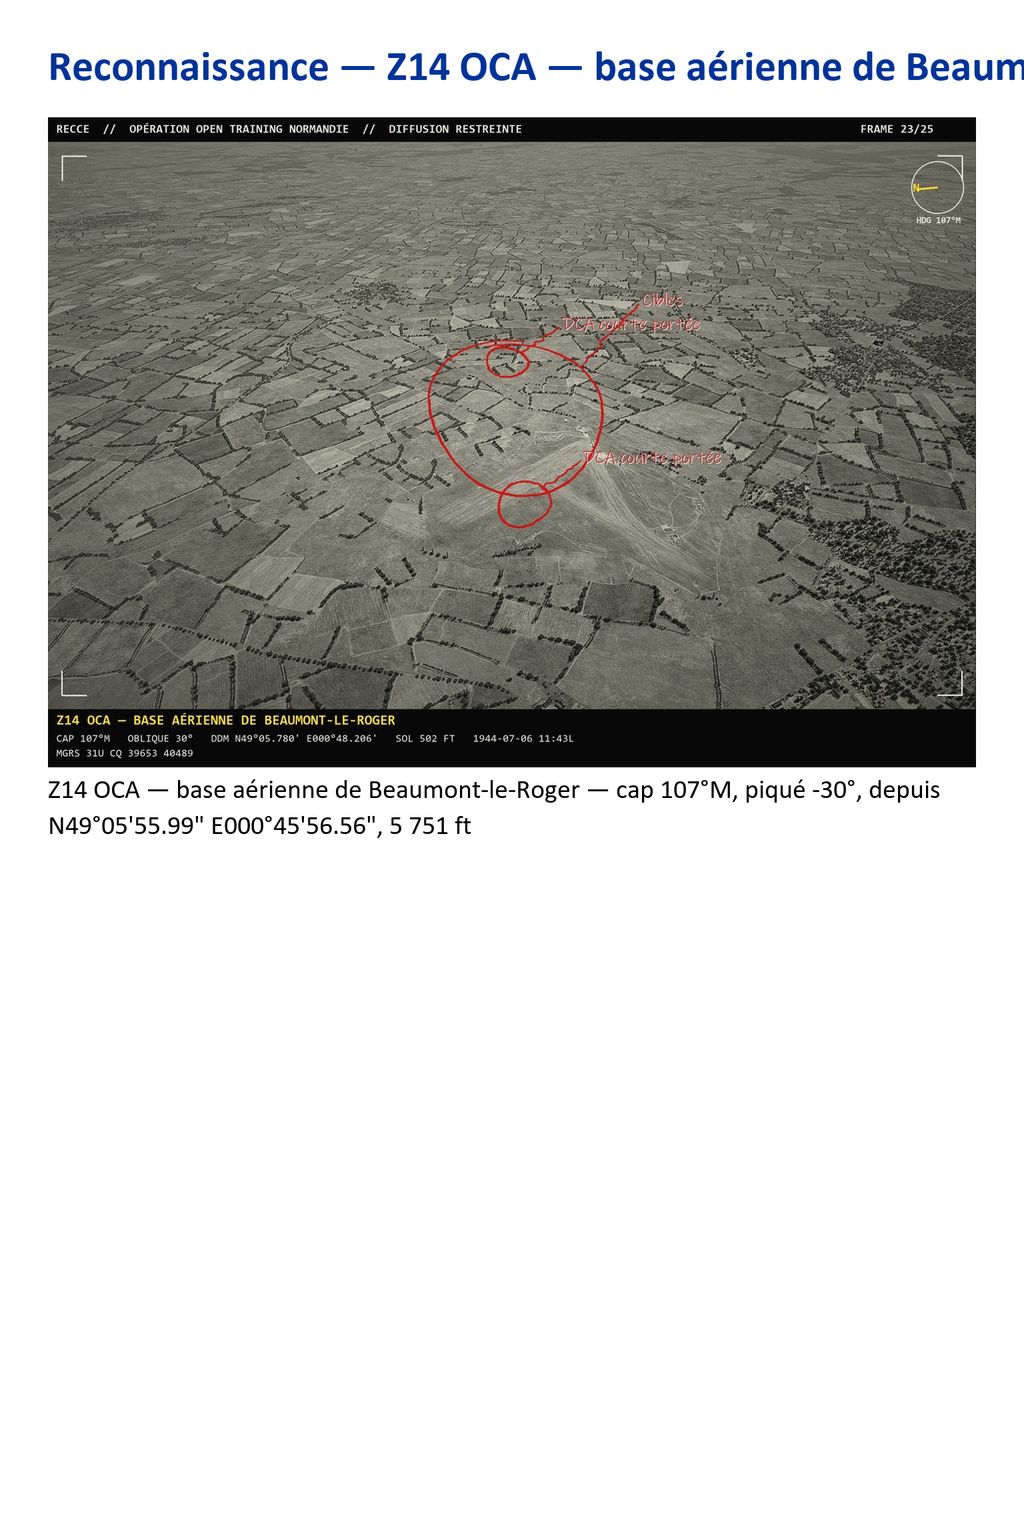 Reconnaissance — Z14 OCA — base aérienne de Beaum
RECCE // OPÉRATION OPEN TRAINING NORMANDIE // DIFFUSION RESTREINTE FRAME 23/25
N
HDG 107°M
Cibles
DCA courte portée
DCA courte portée
Z14 OCA — BASE AÉRIENNE DE BEAUMONT-LE-ROGER
CAP 107°M OBLIQUE 30° DDM N49°05.780' E000°48.206' SOL 502 FT 1944-07-06 11:43L
MGRS 31U CQ 39653 40489
Z14 OCA — base aérienne de Beaumont-le-Roger — cap 107°M, piqué -30°, depuis
N49°05'55.99" E000°45'56.56", 5 751 ft